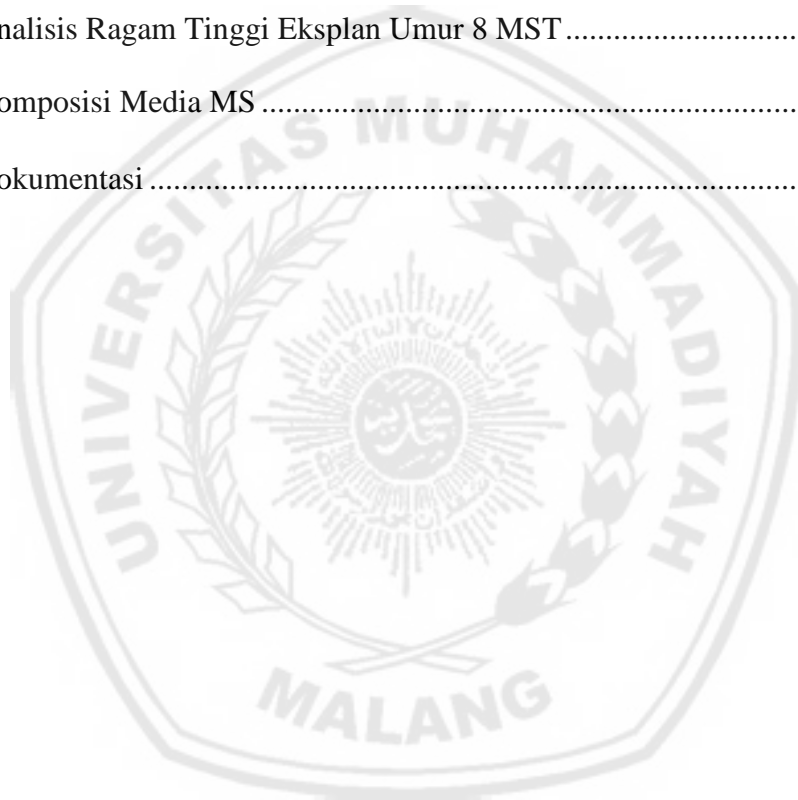 nalisis Ragam Tinggi Eksplan Umur 8 MST.............................
omposisi Media MS...................................................................
okumentasi.................................................................................
UNIVERSITAS MUHAMMADIYAH
MALANG